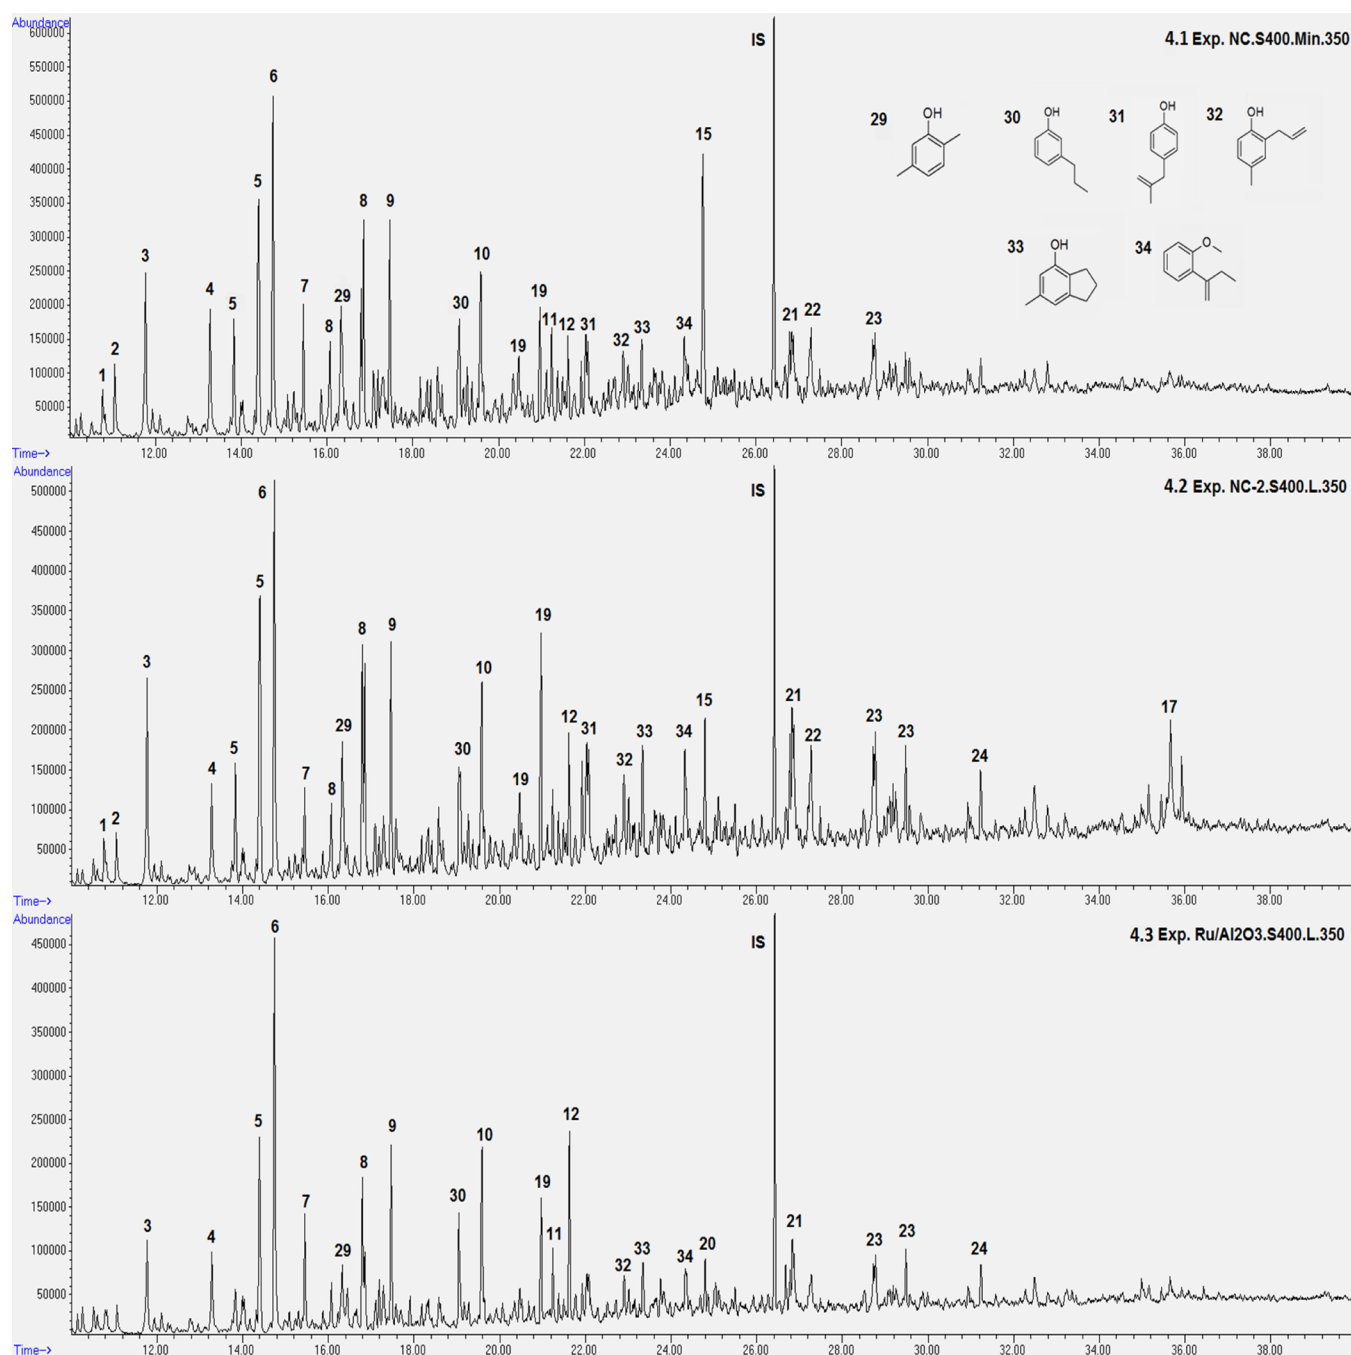 Abundance
4.1 Exp. NC.S400.Min.350
IS
600000
550000
500000
450000
400000
350000
300000
250000
200000
150000
100000
50000
1 2 3 4 5 5 6 7 8 29 8 9 30 10 19 19 11 12 31 32 33 34 15 21 22 23
29 OH
30 OH
31 OH
32 OH
33 OH
34 O
Time-->
12.00 14.00 16.00 18.00 20.00 22.00 24.00 26.00 28.00 30.00 32.00 34.00 36.00 38.00
Abundance
4.2 Exp. NC-2.S400.L.350
IS
500000
450000
400000
350000
300000
250000
200000
150000
100000
50000
1 2 3 4 5 5 6 7 8 29 8 9 30 10 19 19 12 31 32 33 34 15 21 22 23 23 24 17
Time-->
12.00 14.00 16.00 18.00 20.00 22.00 24.00 26.00 28.00 30.00 32.00 34.00 36.00 38.00
Abundance
4.3 Exp. Ru/Al2O3.S400.L.350
IS
450000
400000
350000
300000
250000
200000
150000
100000
50000
3 4 5 6 7 29 8 9 30 10 19 11 12 32 33 34 20 21 23 23 24
Time-->
12.00 14.00 16.00 18.00 20.00 22.00 24.00 26.00 28.00 30.00 32.00 34.00 36.00 38.00